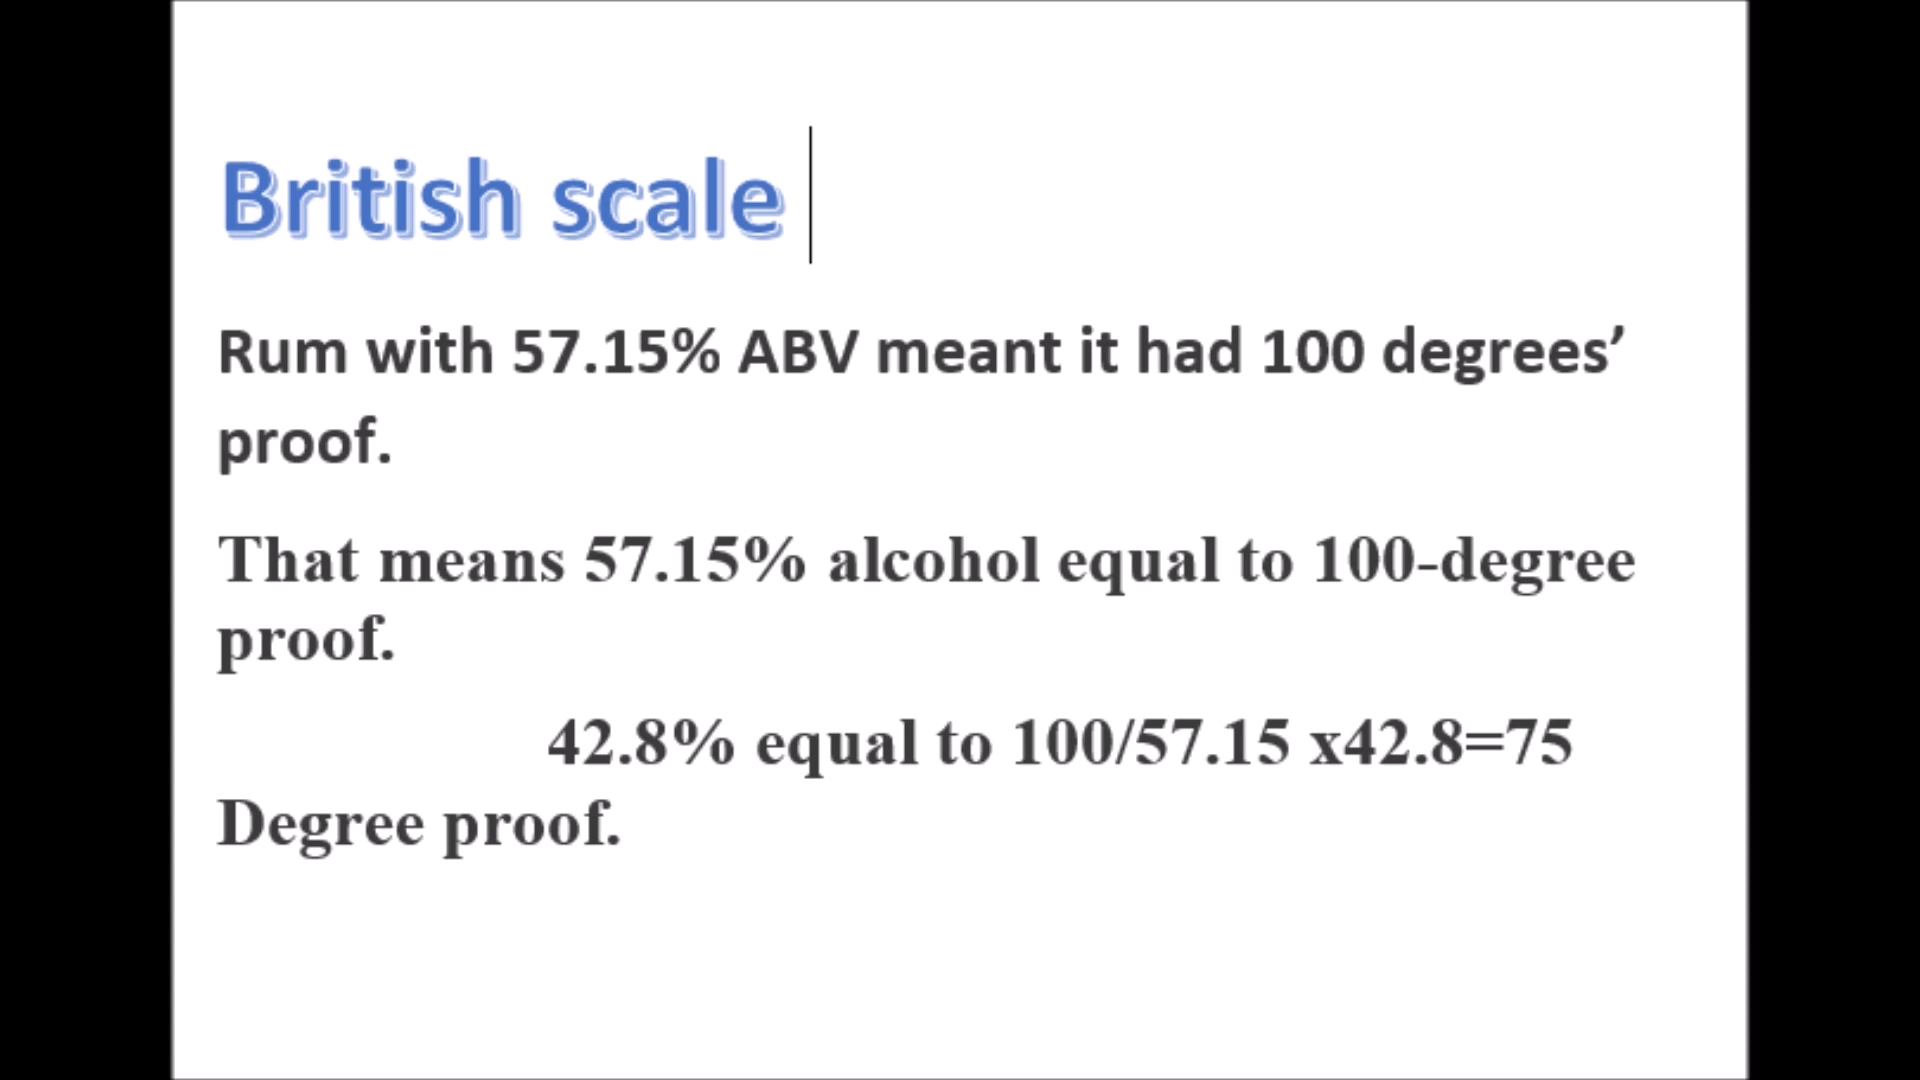 British scale
Rum with 57.15% ABV meant it had 100 degrees’
proof.
That means 57.15% alcohol equal to 100-degree
proof.
42.8% equal to 100/57.15 x42.8=75
Degree proof.